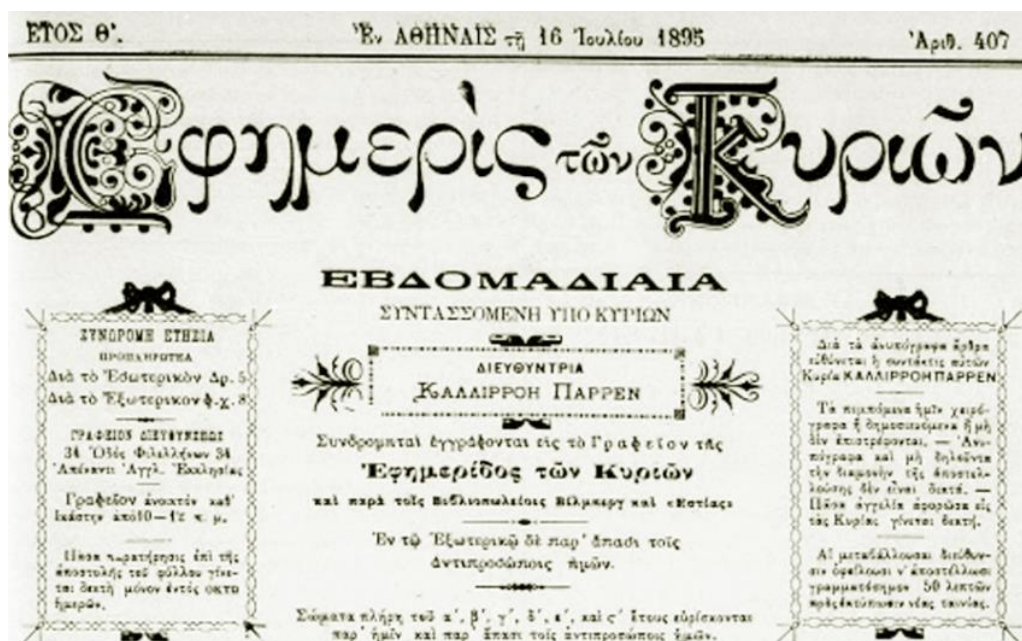 ΕΤΟΣ Θ΄.
Ἐν ΑΘΗΝΑΙΣ τῇ 16 Ἰουλίου 1895
Ἀριθ. 407
Ἐφημερὶς τῶν Κυριῶν
ΕΒΔΟΜΑΔΙΑΙΑ
ΣΥΝΤΑΣΣΟΜΕΝΗ ΥΠΟ ΚΥΡΙΩΝ
ΔΙΕΥΘΥΝΤΡΙΑ
ΚΑΛΛΙΡΡΟΗ ΠΑΡΡΕΝ
Συνδρομηταὶ ἐγγράφονται εἰς τὸ Γραφεῖον τῆς
Ἐφημερίδος τῶν Κυριῶν
καὶ παρὰ τοῖς Βιβλιοπωλείοις Βίλμπεργ καὶ «Εστίας»
Ἐν τῷ Ἐξωτερικῷ δὲ παρ' ἅπασι τοῖς
Ἀντιπροσώποις ἡμῶν.
Σώματα πλήρη τοῦ α΄, β΄, γ΄, δ΄, ε΄, καὶ ς΄ ἔτους εὑρίσκονται
παρ' ἡμῖν καὶ παρ' ἅπασι τοῖς ἀντιπροσώποις ἡμῶν.
ΣΥΝΔΡΟΜΗ ΕΤΗΣΙΑ
ΠΡΟΠΛΗΡΩΤΕΑ
Διὰ τὸ Ἐσωτερικὸν Δρ. 5
Διὰ τὸ Ἐξωτερικον φ. χ. 8
ΓΡΑΦΕΙΟΝ ΔΙΕΥΘΥΝΣΕΩΣ
34 Ὁδὸς Φιλελλήνων 34
Ἀπέναντι Ἀγγλ. Ἐκκλησίας
Γραφεῖον ἀνοικτὸν καθ'
ἑκάστην ἀπὸ 10—12 π. μ.
Πᾶσα παρατήρησις ἐπὶ τῆς
ἀποστολῆς τοῦ φύλλου γίνε-
ται δεκτὴ μόνον ἐντὸς ὀκτὼ
ἡμερῶν.
Διὰ τὰ ἀνυπόγραφα ἄρθρα
εὐθύνεται ἡ συντάκτις αὐτῶν
Κυρία ΚΑΛΛΙΡΡΟΗ ΠΑΡΡΕΝ
Τὰ πεμπόμενα ἡμῖν χειρό-
γραφα ἢ δημοσιευόμενα ἢ μὴ
δὲν ἐπιστρέφονται. — Ἀνυ-
πόγραφα καὶ μὴ δηλοῦντα
τὴν διαμονὴν τῆς ἀποστελ-
λούσης δὲν εἶναι δεκτά. —
Πᾶσα ἀγγελία ἀφορῶσα εἰς
τὰς Κυρίας γίνεται δεκτή.
Αἱ μεταβάλλουσαι διεύθυν-
σιν ὀφείλουσι ν' ἀποστέλλωσι
γραμματόσημον 50 λεπτῶν
πρὸς ἐκτύπωσιν νέας ταινίας.